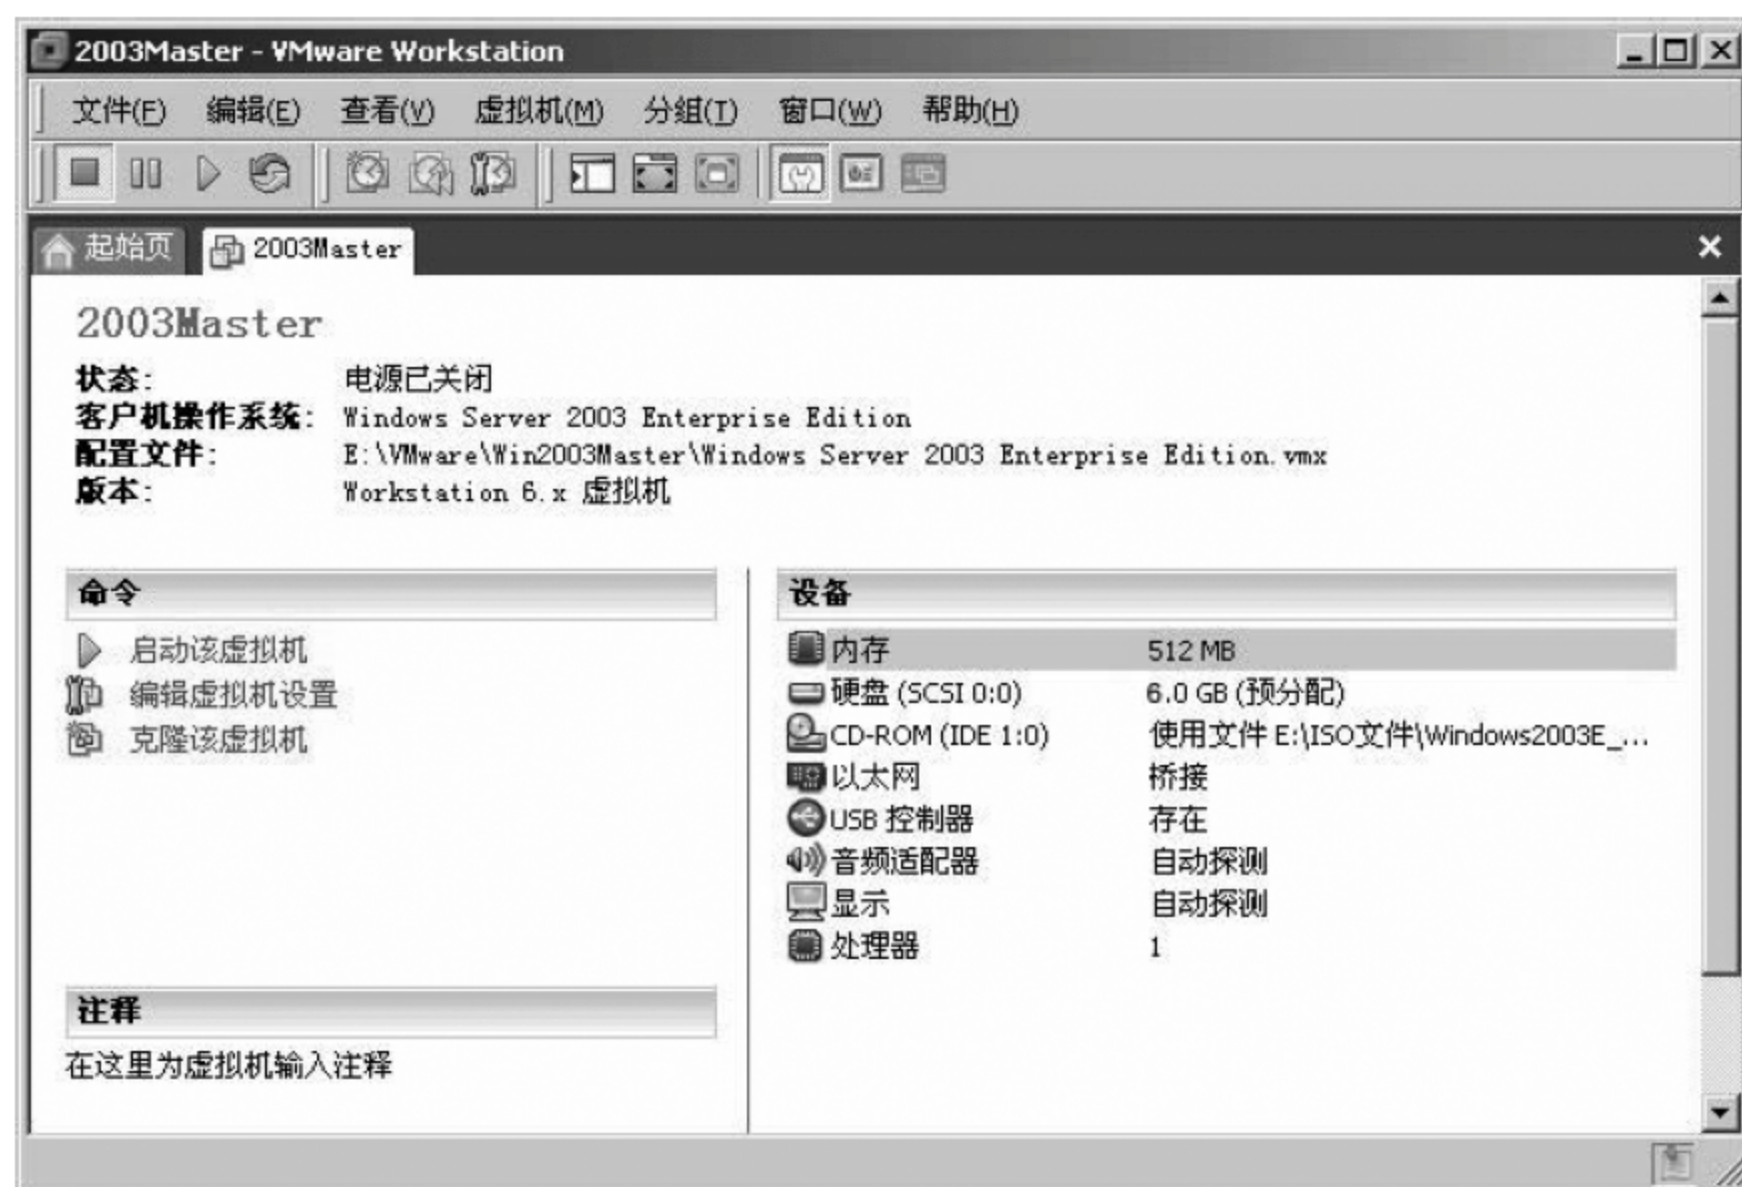 2003Master - VMware Workstation
文件(F) 编辑(E) 查看(V) 虚拟机(M) 分组(T) 窗口(W) 帮助(H)
起始页 2003Master
2003Master
状态: 电源已关闭
客户机操作系统: Windows Server 2003 Enterprise Edition
配置文件: E:\VMware\Win2003Master\Windows Server 2003 Enterprise Edition.vmx
版本: Workstation 6.x 虚拟机
命令
启动该虚拟机
编辑虚拟机设置
克隆该虚拟机
注释
在这里为虚拟机输入注释
设备
内存 512 MB
硬盘 (SCSI 0:0) 6.0 GB (预分配)
CD-ROM (IDE 1:0) 使用文件 E:\ISO文件\Windows2003E_...
以太网 桥接
USB 控制器 存在
音频适配器 自动探测
显示 自动探测
处理器 1